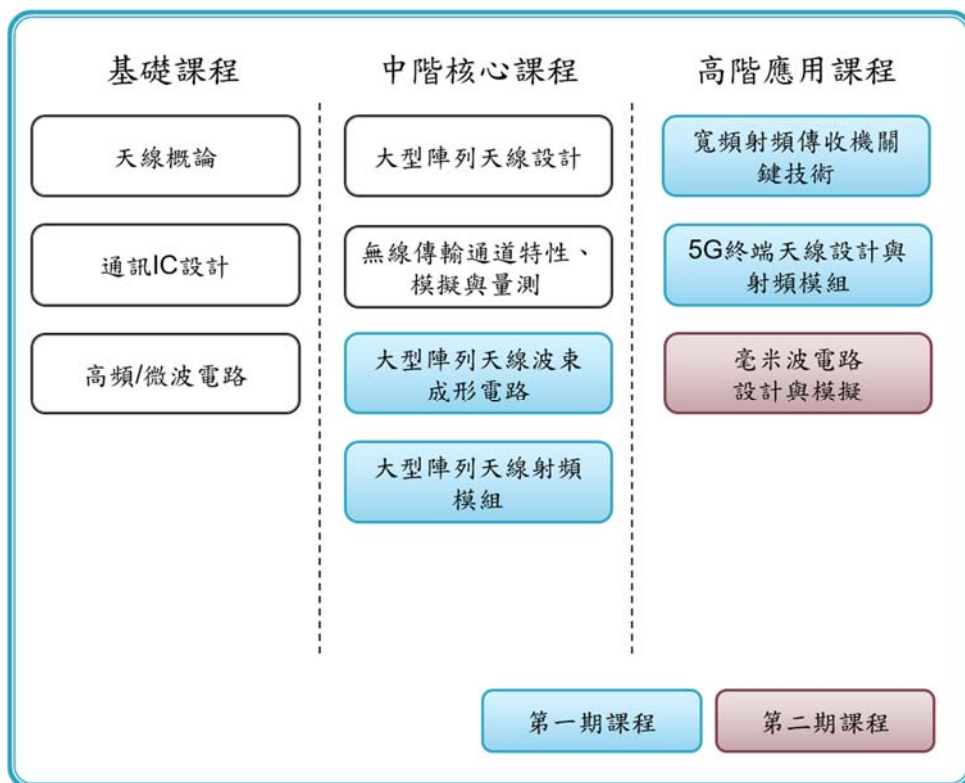 基礎課程
天線概論
通訊IC設計
高頻/微波電路
中階核心課程
大型陣列天線設計
無線傳輸通道特性、
模擬與量測
大型陣列天線波束
成形電路
大型陣列天線射頻
模組
高階應用課程
寬頻射頻傳收機關
鍵技術
5G終端天線設計與
射頻模組
毫米波電路
設計與模擬
第一期課程
第二期課程